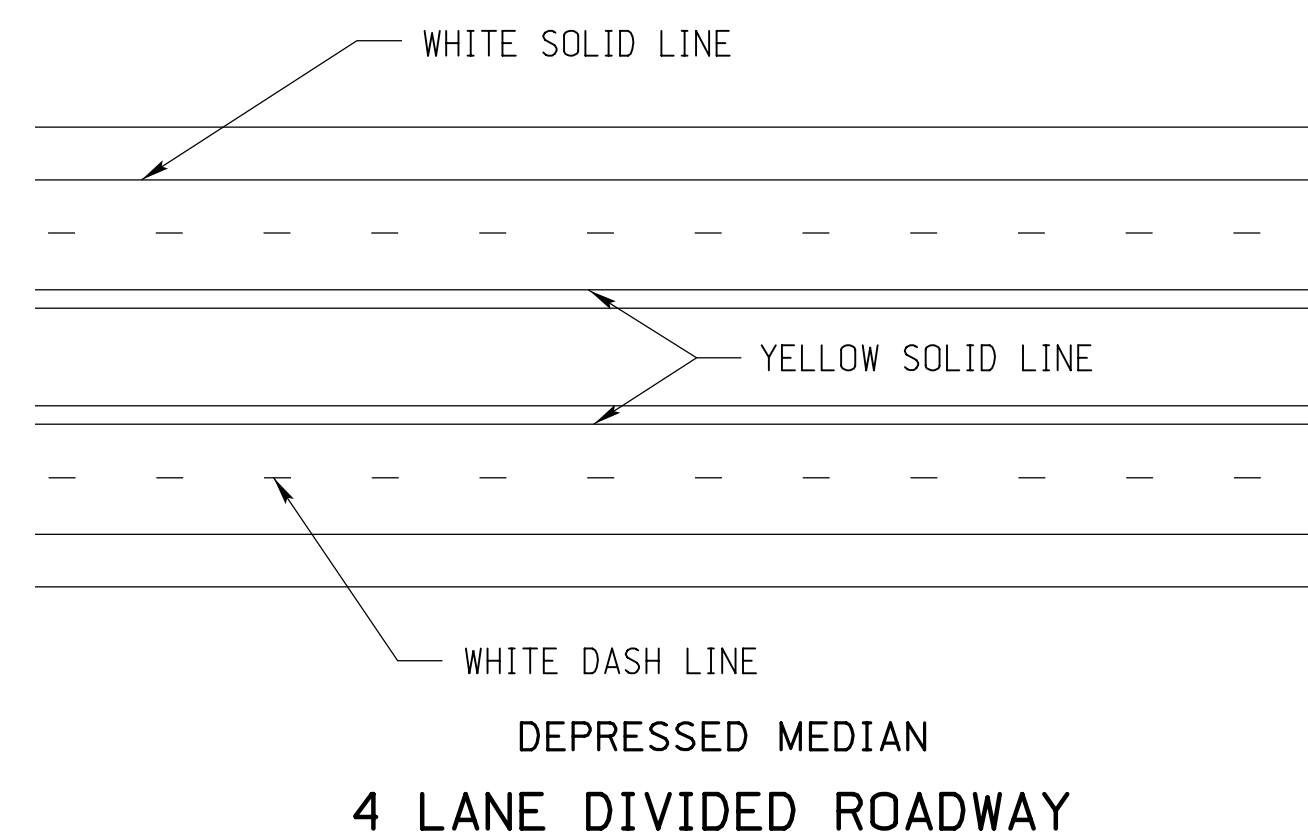 WHITE SOLID LINE
YELLOW SOLID LINE
WHITE DASH LINE
DEPRESSED MEDIAN
4 LANE DIVIDED ROADWAY